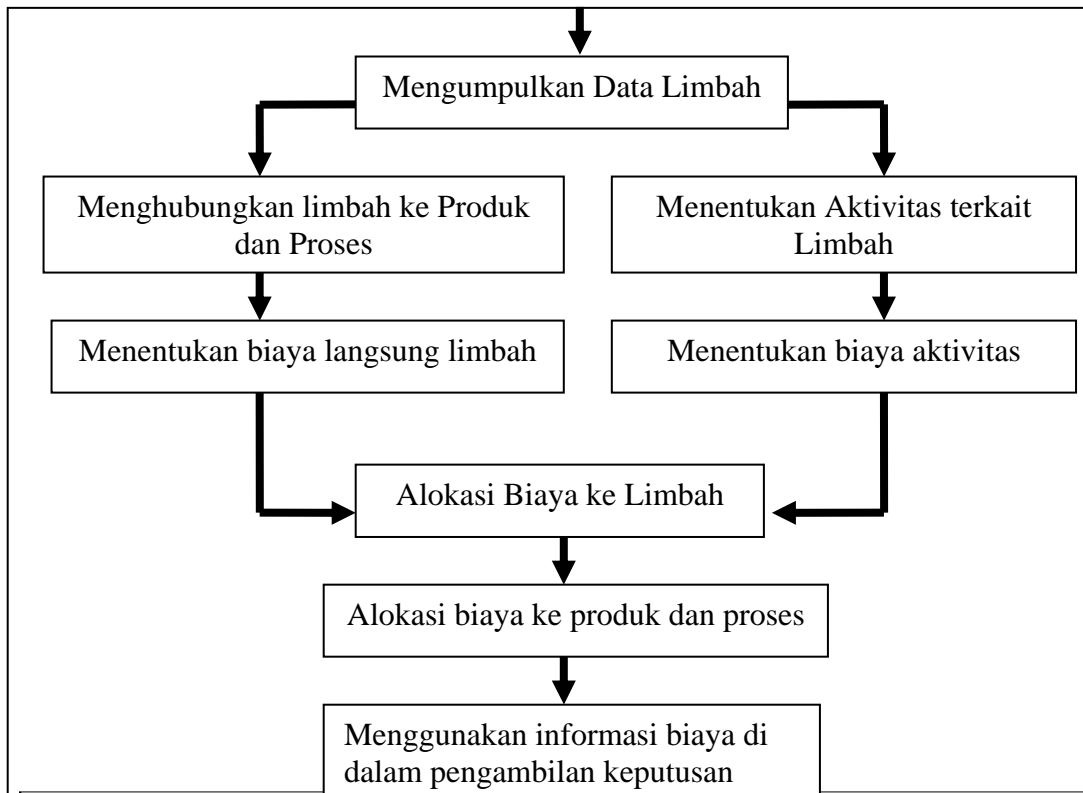 Mengumpulkan Data Limbah
Menghubungkan limbah ke Produk
dan Proses
Menentukan Aktivitas terkait
Limbah
Menentukan biaya langsung limbah
Menentukan biaya aktivitas
Alokasi Biaya ke Limbah
Alokasi biaya ke produk dan proses
Menggunakan informasi biaya di
dalam pengambilan keputusan